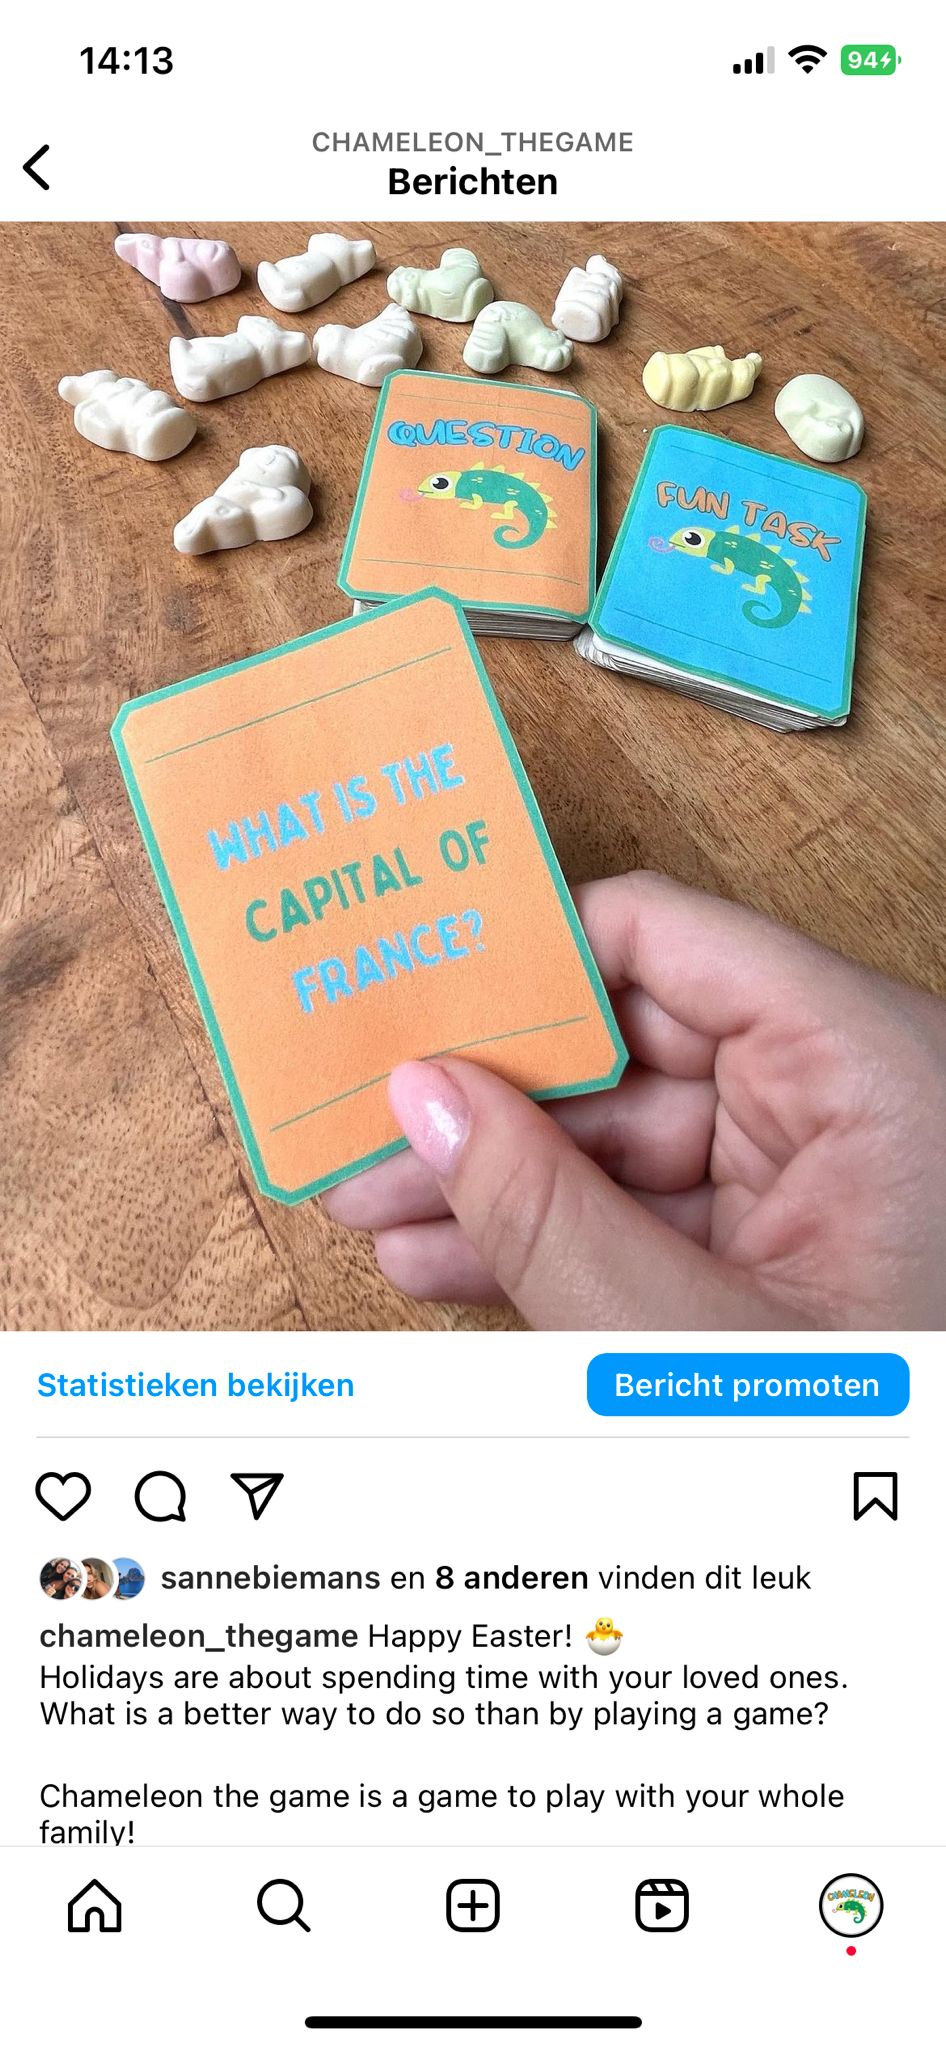 14:13
94
CHAMELEON_THEGAME
Berichten
QUESTION
FUN TASK
WHAT IS THE
CAPITAL OF
FRANCE?
Statistieken bekijken
Bericht promoten
sannebiemans en 8 anderen vinden dit leuk
chameleon_thegame Happy Easter! 🐣
Holidays are about spending time with your loved ones.
What is a better way to do so than by playing a game?
Chameleon the game is a game to play with your whole
family!
CHAMELEON